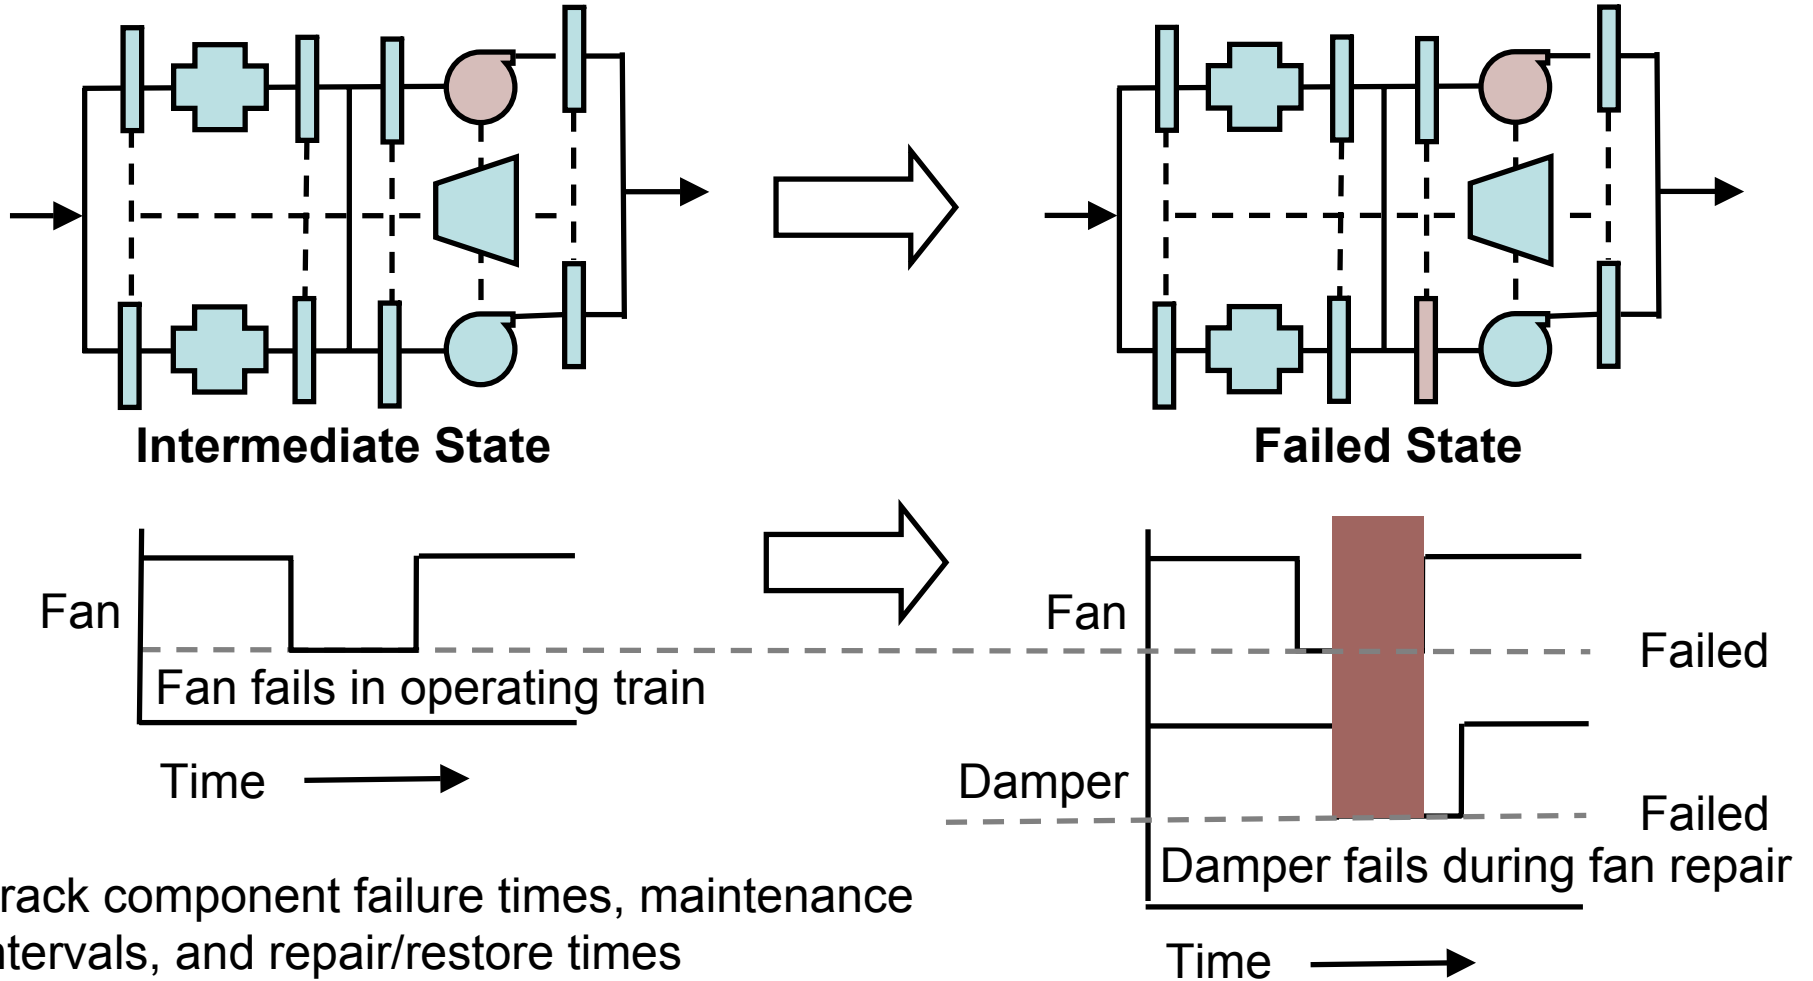 Intermediate State
Failed State
Fan
Fan fails in operating train
Time
Fan
Failed
Damper
Failed
Damper fails during fan repair
Time
rack component failure times, maintenance
ntervals, and repair/restore times